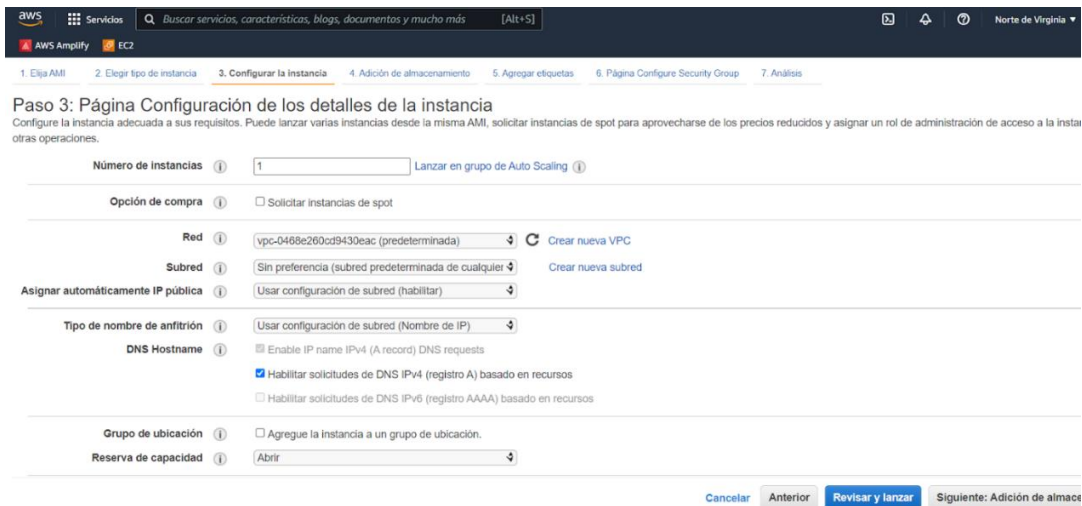 aws Servicios Buscar servicios, características, blogs, documentos y mucho más [Alt+S] Norte de Virginia
AWS Amplify EC2
1. Elija AMI 2. Elegir tipo de instancia 3. Configurar la instancia 4. Adición de almacenamiento 5. Agregar etiquetas 6. Página Configure Security Group 7. Análisis
Paso 3: Página Configuración de los detalles de la instancia
Configure la instancia adecuada a sus requisitos. Puede lanzar varias instancias desde la misma AMI, solicitar instancias de spot para aprovecharse de los precios reducidos y asignar un rol de administración de acceso a la instan
otras operaciones.
Número de instancias 1 Lanzar en grupo de Auto Scaling
Opción de compra Solicitar instancias de spot
Red vpc-0468e260cd9430eac (predeterminada) Crear nueva VPC
Subred Sin preferencia (subred predeterminada de cualquier Crear nueva subred
Asignar automáticamente IP pública Usar configuración de subred (habilitar)
Tipo de nombre de anfitrión Usar configuración de subred (Nombre de IP)
DNS Hostname Enable IP name IPv4 (A record) DNS requests
Habilitar solicitudes de DNS IPv4 (registro A) basado en recursos
Habilitar solicitudes de DNS IPv6 (registro AAAA) basado en recursos
Grupo de ubicación Agregue la instancia a un grupo de ubicación.
Reserva de capacidad Abrir
Cancelar Anterior Revisar y lanzar Siguiente: Adición de almace